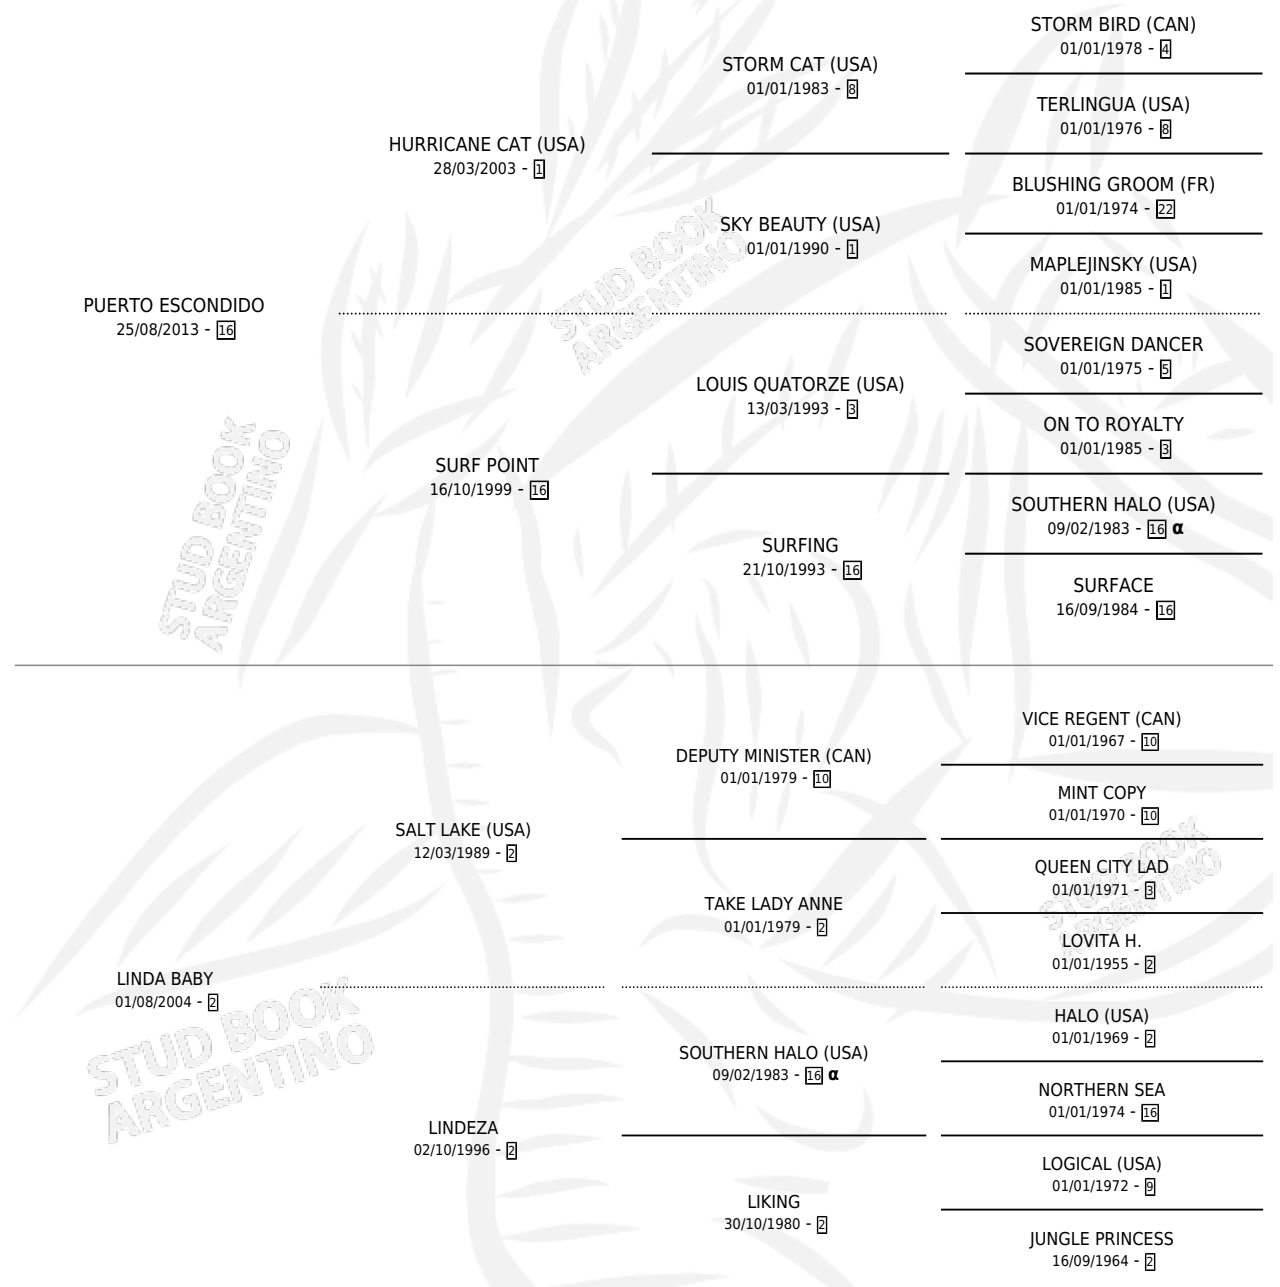 STORM BIRD (CAN)
01/01/1978 - 4
STORM CAT (USA)
01/01/1983 - 8
TERLINGUA (USA)
01/01/1976 - 8
HURRICANE CAT (USA)
28/03/2003 - 1
BLUSHING GROOM (FR)
01/01/1974 - 22
SKY BEAUTY (USA)
01/01/1990 - 1
MAPLEJINSKY (USA)
01/01/1985 - 1
PUERTO ESCONDIDO
25/08/2013 - 16
SOVEREIGN DANCER
01/01/1975 - 5
LOUIS QUATORZE (USA)
13/03/1993 - 3
ON TO ROYALTY
01/01/1985 - 3
SURF POINT
16/10/1999 - 16
SOUTHERN HALO (USA)
09/02/1983 - 16 α
SURFING
21/10/1993 - 16
SURFACE
16/09/1984 - 16
STUD BOOK
ARGENTINO
STUD BOOK
ARGENTINO
VICE REGENT (CAN)
01/01/1967 - 10
DEPUTY MINISTER (CAN)
01/01/1979 - 10
MINT COPY
01/01/1970 - 10
SALT LAKE (USA)
12/03/1989 - 2
QUEEN CITY LAD
01/01/1971 - 3
TAKE LADY ANNE
01/01/1979 - 2
LOVITA H.
01/01/1955 - 2
LINDA BABY
01/08/2004 - 2
HALO (USA)
01/01/1969 - 2
SOUTHERN HALO (USA)
09/02/1983 - 16 α
NORTHERN SEA
01/01/1974 - 16
LINDEZA
02/10/1996 - 2
LOGICAL (USA)
01/01/1972 - 9
LIKING
30/10/1980 - 2
JUNGLE PRINCESS
16/09/1964 - 2
STUD BOOK
ARGENTINO
STUD BOOK
ARGENTINO